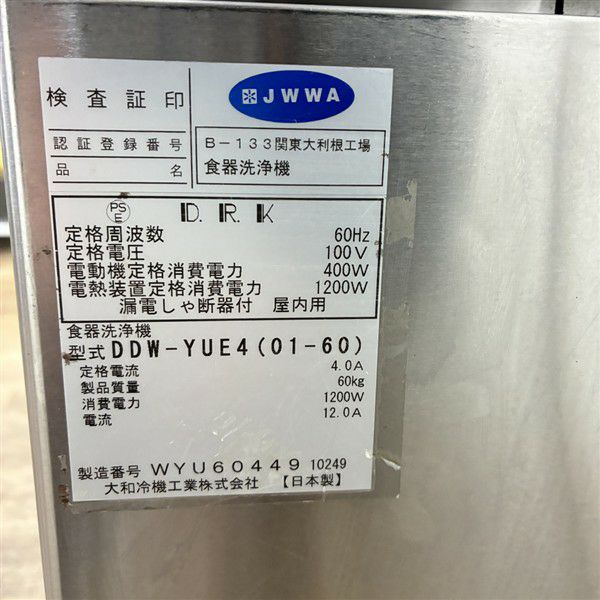 検査証印
JWWA
認証登録番号 B-133関東大利根工場
品名 食器洗浄機
PSE D.R.K
定格周波数 60Hz
定格電圧 100V
電動機定格消費電力 400W
電熱装置定格消費電力 1200W
漏電しゃ断器付 屋内用
食器洗浄機
型式 DDW-YUE4(01-60)
定格電流 4.0A
製品質量 60kg
消費電力 1200W
電流 12.0A
製造番号 WYU60449 10249
大和冷機工業株式会社 【日本製】